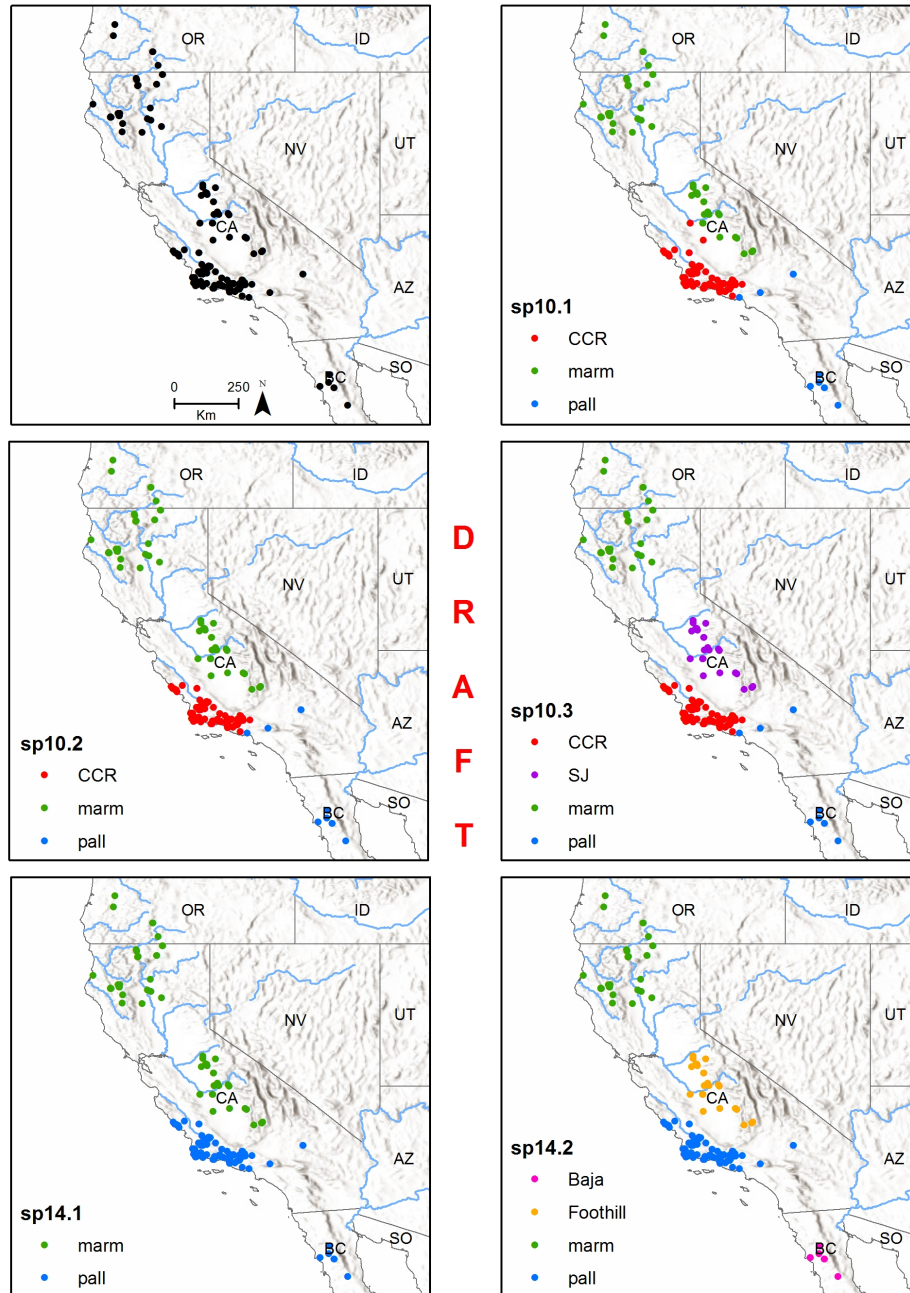 OR
ID
NV
UT
CA
AZ
BC
SO
0 250
Km
N
OR
ID
NV
UT
CA
AZ
sp10.1
CCR
marm
pall
SO
BC
OR
ID
NV
UT
CA
AZ
sp10.2
CCR
marm
pall
SO
BC
D
R
A
F
T
OR
ID
NV
UT
CA
AZ
sp10.3
CCR
SJ
marm
pall
SO
BC
OR
ID
NV
UT
CA
AZ
sp14.1
marm
pall
SO
BC
OR
ID
NV
UT
CA
AZ
sp14.2
Baja
Foothill
marm
pall
SO
BC